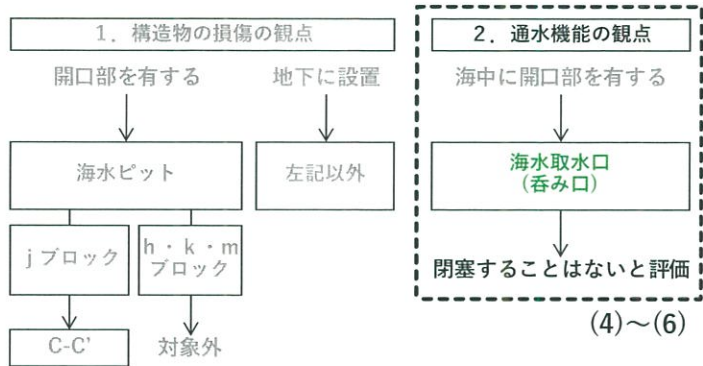 1．構造物の損傷の観点
2．通水機能の観点
開口部を有する
地下に設置
海中に開口部を有する
海水ピット
左記以外
海水取水口
(呑み口)
jブロック
h・k・m
ブロック
閉塞することはないと評価
C-C'
対象外
(4)～(6)